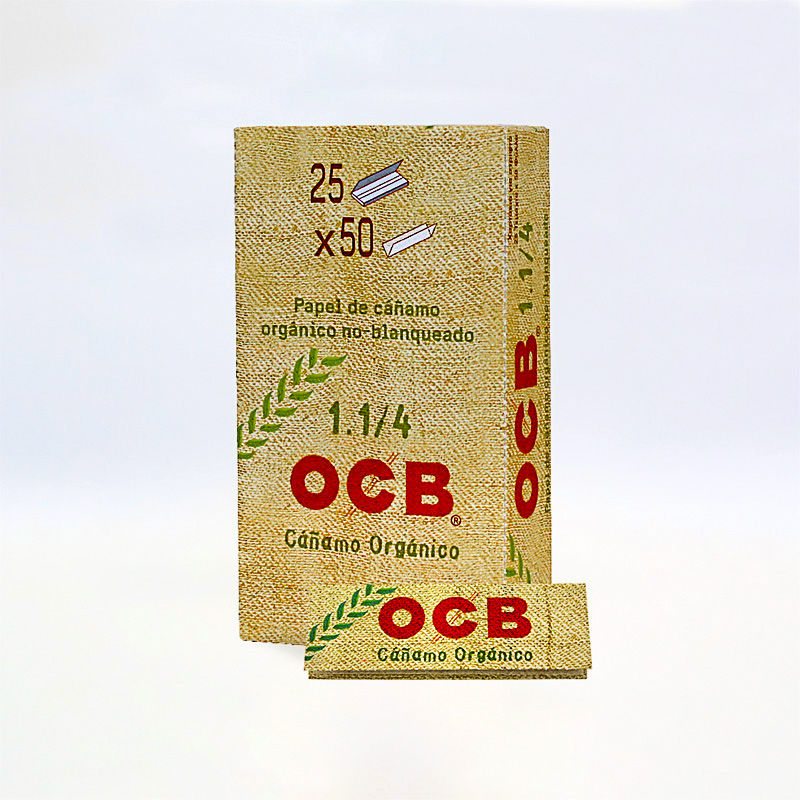 25
x50
Papel de cáñamo
orgánico no-blanqueado
1.1/4
OCB®
Cáñamo Orgánico
OCB® 1.1/4
OCB
Cáñamo Orgánico